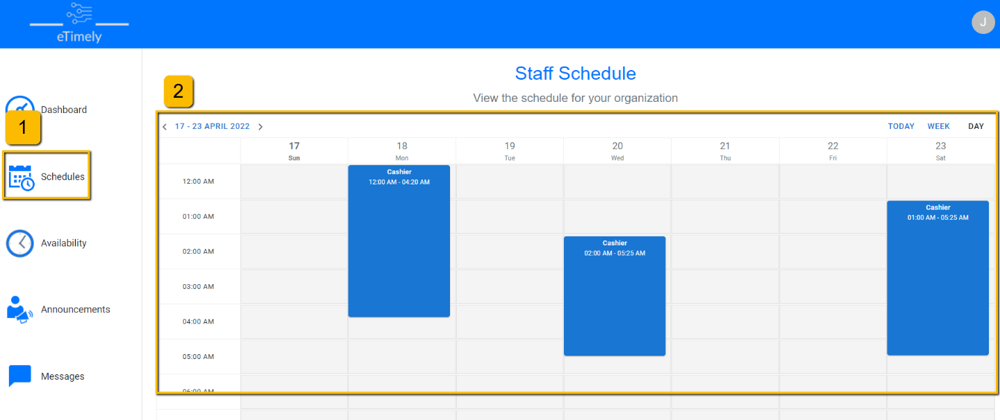 eTimely
J
Staff Schedule
View the schedule for your organization
1
2
Dashboard
Schedules
Availability
Announcements
Messages
17 - 23 APRIL 2022
TODAY WEEK DAY
17 18 19 20 21 22 23
Sun Mon Tue Wed Thu Fri Sat
12:00 AM
01:00 AM
02:00 AM
03:00 AM
04:00 AM
05:00 AM
06:00 AM
Cashier
12:00 AM - 04:20 AM
Cashier
02:00 AM - 05:25 AM
Cashier
01:00 AM - 05:25 AM